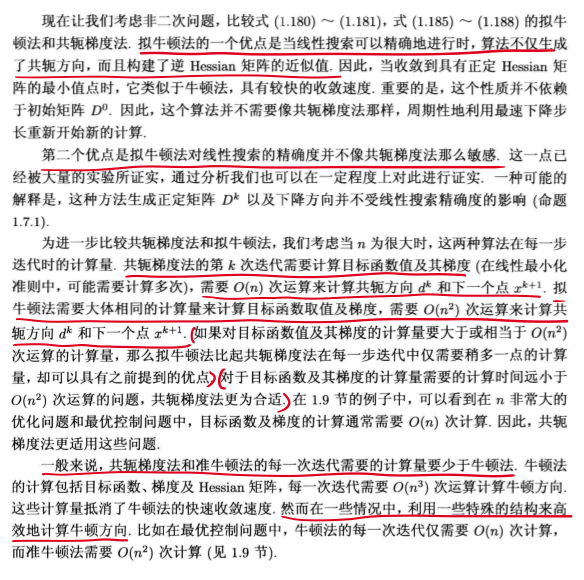 现在让我们考虑非二次问题，比较式 (1.180) ～ (1.181)，式 (1.185) ～ (1.188) 的拟牛
顿法和共轭梯度法. 拟牛顿法的一个优点是当线性搜索可以精确地进行时，算法不仅生成
了共轭方向，而且构建了逆 Hessian 矩阵的近似值. 因此，当收敛到具有正定 Hessian 矩
阵的最小值点时，它类似于牛顿法，具有较快的收敛速度. 重要的是，这个性质并不依赖
于初始矩阵 D⁰. 因此，这个算法并不需要像共轭梯度法那样，周期性地利用最速下降步
长重新开始新的计算.
第二个优点是拟牛顿法对线性搜索的精确度并不像共轭梯度法那么敏感. 这一点已
经被大量的实验所证实，通过分析我们也可以在一定程度上对此进行证实. 一种可能的
解释是，这种方法生成正定矩阵 Dᵏ 以及下降方向并不受线性搜索精确度的影响 (命题
1.7.1).
为进一步比较共轭梯度法和拟牛顿法，我们考虑当 n 为很大时，这两种算法在每一步
迭代时的计算量. 共轭梯度法的第 k 次迭代需要计算目标函数值及其梯度 (在线性最小化
准则中，可能需要计算多次)，需要 O(n) 次运算来计算共轭方向 dᵏ 和下一个点 xᵏ⁺¹. 拟
牛顿法需要大体相同的计算量来计算目标函数取值及梯度，需要 O(n²) 次运算来计算共
轭方向 dᵏ 和下一个点 xᵏ⁺¹. 如果对目标函数值及其梯度的计算量要大于或相当于 O(n²)
次运算的计算量，那么拟牛顿法比起共轭梯度法在每一步迭代中仅需要稍多一点的计算
量，却可以具有之前提到的优点. 对于目标函数及其梯度的计算量需要的计算时间远小于
O(n²) 次运算的问题，共轭梯度法更为合适. 在 1.9 节的例子中，可以看到在 n 非常大的
优化问题和最优控制问题中，目标函数及梯度的计算通常需要 O(n) 次计算. 因此，共轭
梯度法更适用这些问题.
一般来说，共轭梯度法和准牛顿法的每一次迭代需要的计算量要少于牛顿法. 牛顿法
的计算包括目标函数、梯度及 Hessian 矩阵，每一次迭代需要 O(n³) 次运算计算牛顿方向.
这些计算量抵消了牛顿法的快速收敛速度. 然而在一些情况中，利用一些特殊的结构来高
效地计算牛顿方向. 比如在最优控制问题中，牛顿法的每一次迭代仅需要 O(n) 次计算，
而准牛顿法需要 O(n²) 次计算 (见 1.9 节).